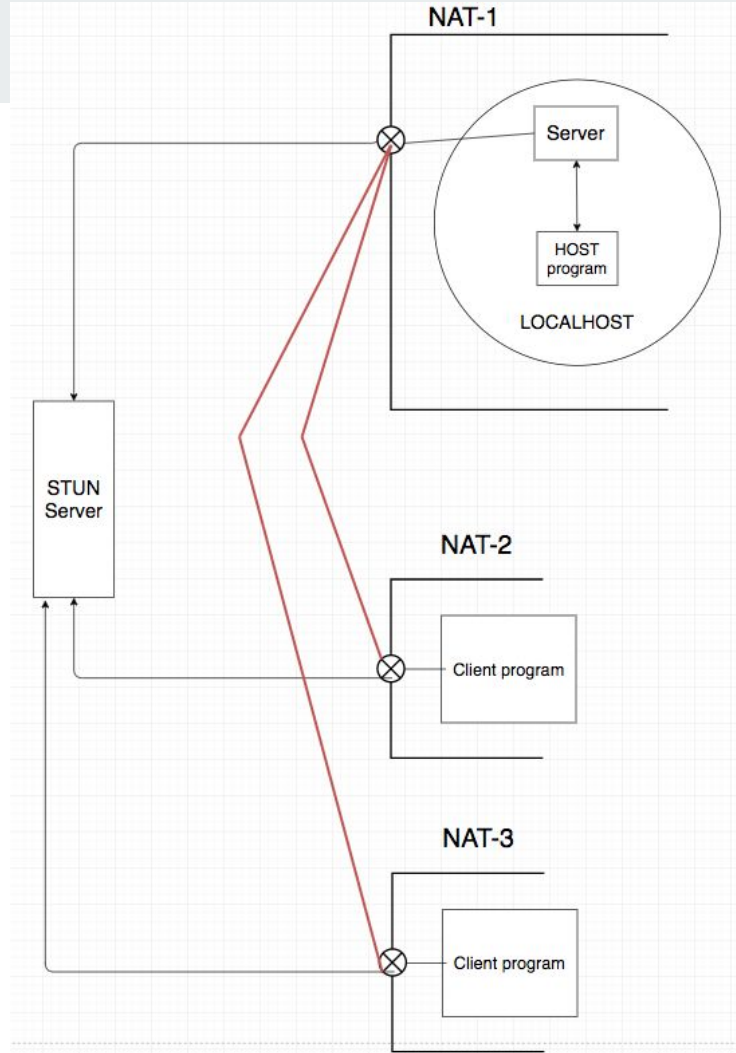 NAT-1
Server
HOST
program
LOCALHOST
STUN
Server
NAT-2
Client program
NAT-3
Client program